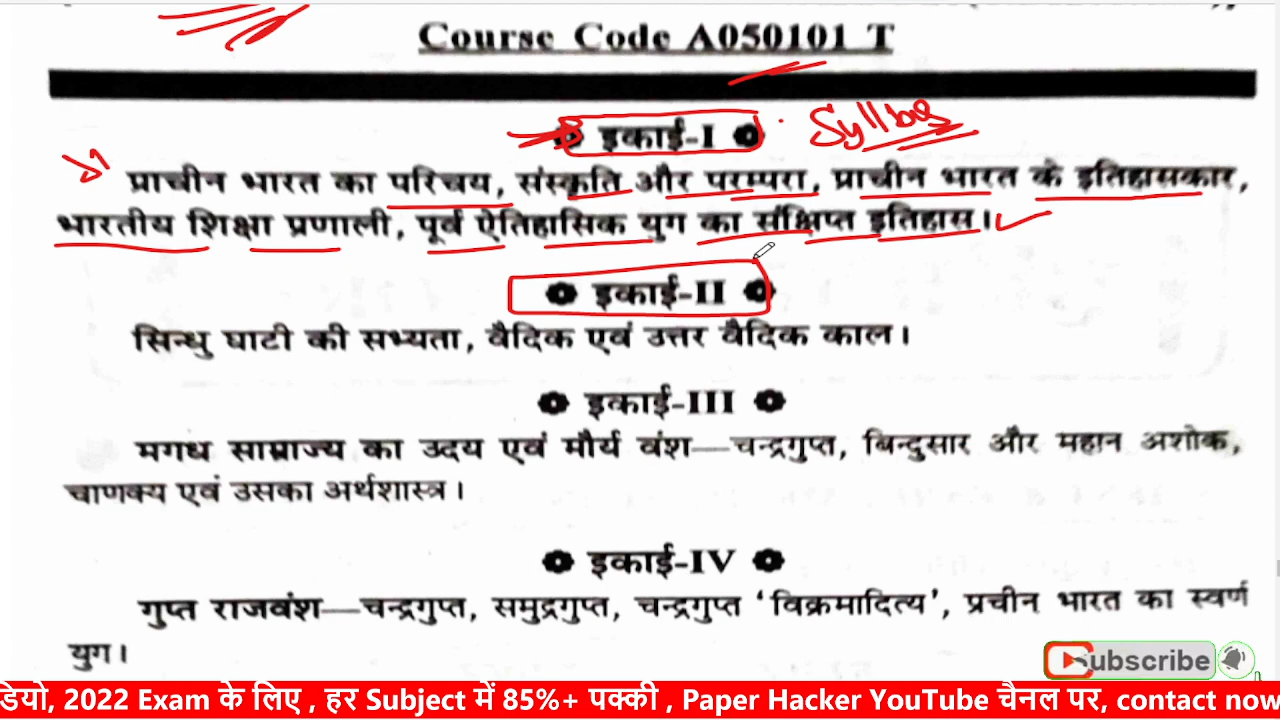 Course Code A050101 T
इकाई-I
Syllbes
प्राचीन भारत का परिचय, संस्कृति और परम्परा, प्राचीन भारत के इतिहासकार,
भारतीय शिक्षा प्रणाली, पूर्व ऐतिहासिक युग का संक्षिप्त इतिहास।
इकाई-II
सिन्धु घाटी की सभ्यता, वैदिक एवं उत्तर वैदिक काल।
इकाई-III
मगध साम्राज्य का उदय एवं मौर्य वंश—चन्द्रगुप्त, बिन्दुसार और महान अशोक,
चाणक्य एवं उसका अर्थशास्त्र।
इकाई-IV
गुप्त राजवंश—चन्द्रगुप्त, समुद्रगुप्त, चन्द्रगुप्त ‘विक्रमादित्य’, प्रचीन भारत का स्वर्ण
युग।
Subscribe
डियो, 2022 Exam के लिए , हर Subject में 85%+ पक्की , Paper Hacker YouTube चैनल पर, contact now